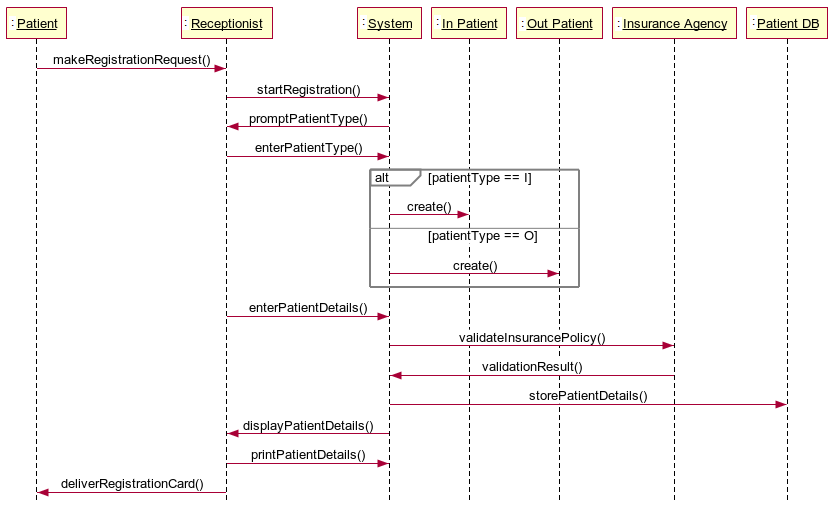 : Patient
: Receptionist
: System
: In Patient
: Out Patient
: Insurance Agency
: Patient DB
makeRegistrationRequest()
startRegistration()
promptPatientType()
enterPatientType()
alt
[patientType == I]
create()
[patientType == O]
create()
enterPatientDetails()
validateInsurancePolicy()
validationResult()
storePatientDetails()
displayPatientDetails()
printPatientDetails()
deliverRegistrationCard()